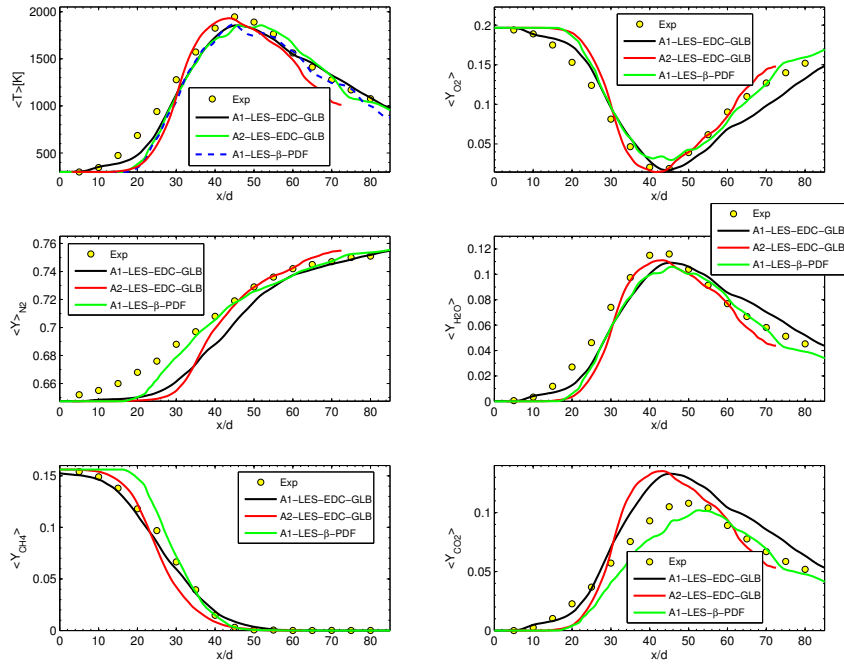 <T>[K]
2000
1500
1000
500
0 10 20 30 40 50 60 70 80
x/d
Exp
A1-LES-EDC-GLB
A2-LES-EDC-GLB
A1-LES-β-PDF
<Y_O2>
0.2
0.15
0.1
0.05
0 10 20 30 40 50 60 70 80
x/d
Exp
A1-LES-EDC-GLB
A2-LES-EDC-GLB
A1-LES-β-PDF
<Y>_N2
0.76
0.74
0.72
0.7
0.68
0.66
0 10 20 30 40 50 60 70 80
x/d
Exp
A1-LES-EDC-GLB
A2-LES-EDC-GLB
A1-LES-β-PDF
<Y_H2O>
0.12
0.1
0.08
0.06
0.04
0.02
0
0 10 20 30 40 50 60 70 80
x/d
Exp
A1-LES-EDC-GLB
A2-LES-EDC-GLB
A1-LES-β-PDF
<Y_CH4>
0.15
0.1
0.05
0
0 10 20 30 40 50 60 70 80
x/d
Exp
A1-LES-EDC-GLB
A2-LES-EDC-GLB
A1-LES-β-PDF
<Y_CO2>
0.1
0.05
0
0 10 20 30 40 50 60 70 80
x/d
Exp
A1-LES-EDC-GLB
A2-LES-EDC-GLB
A1-LES-β-PDF